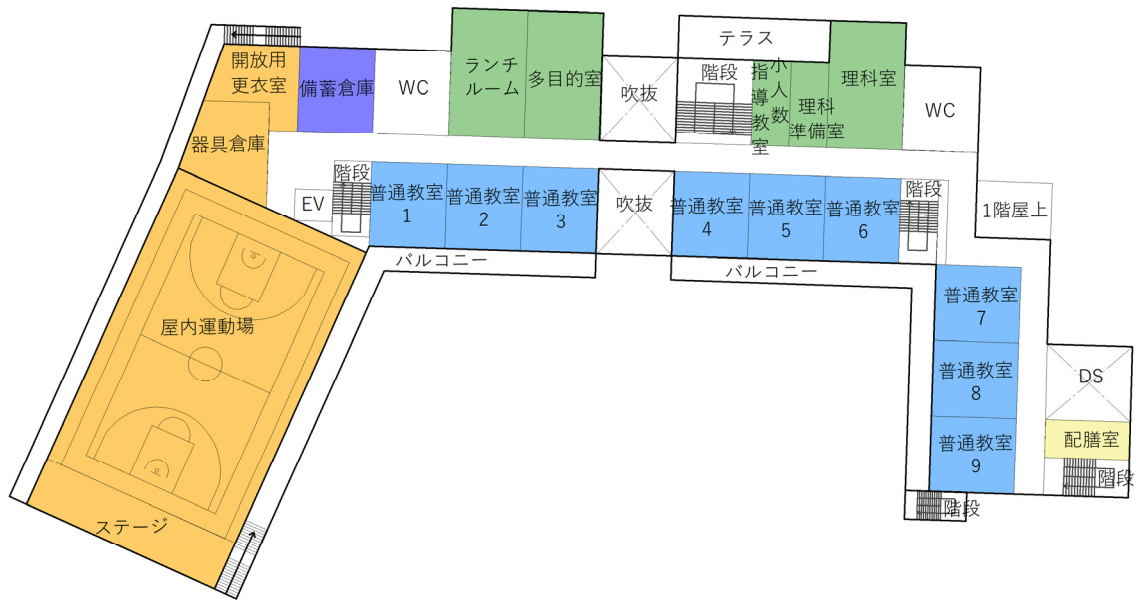 テラス
開放用
更衣室
備蓄倉庫
WC
ランチ
ルーム
多目的室
吹抜
階段
小人数
指導教室
理科
準備室
理科室
WC
器具倉庫
EV
階段
普通教室
1
普通教室
2
普通教室
3
吹抜
普通教室
4
普通教室
5
普通教室
6
階段
1階屋上
バルコニー
バルコニー
屋内運動場
普通教室
7
普通教室
8
普通教室
9
DS
配膳室
階段
階段
ステージ